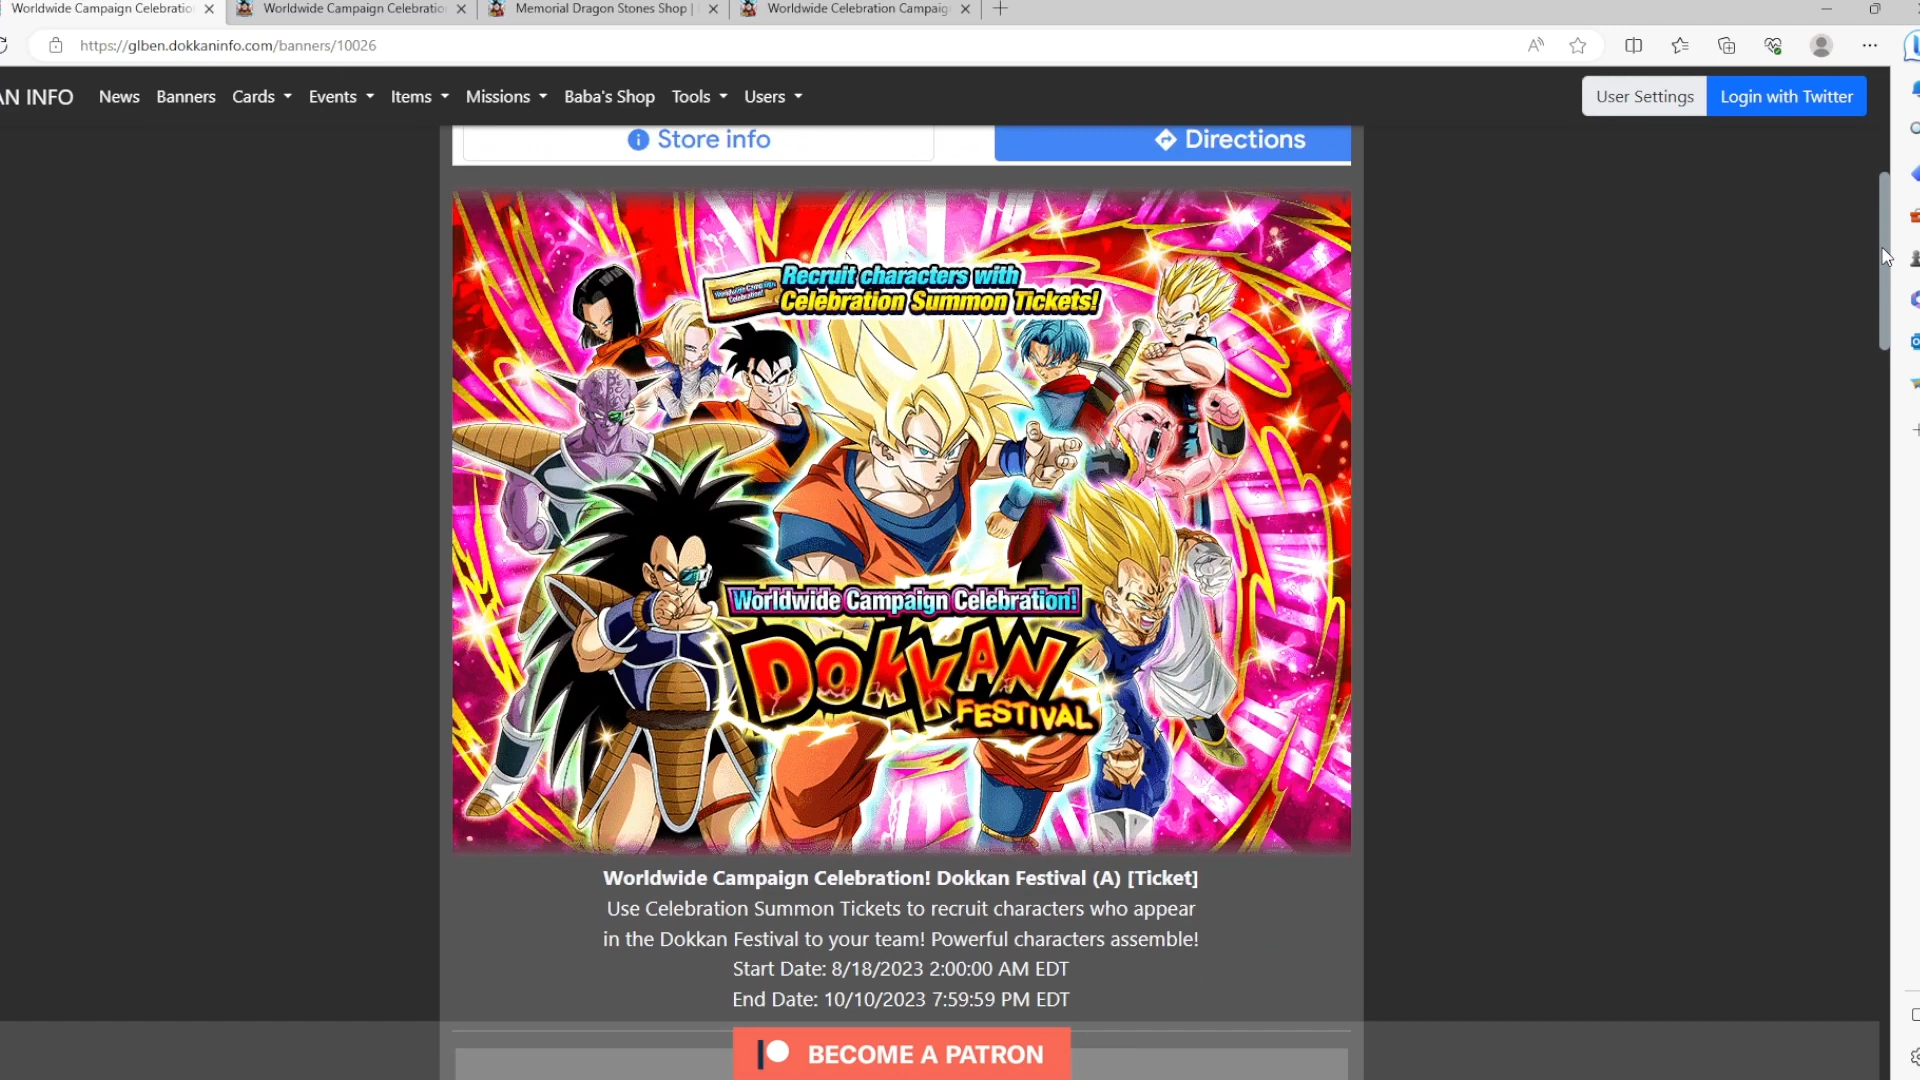 Worldwide Campaign Celebratio
Worldwide Campaign Celebratio
Memorial Dragon Stones Shop |
Worldwide Celebration Campaig
https://glben.dokkaninfo.com/banners/10026
AN INFO
News
Banners
Cards
Events
Items
Missions
Baba's Shop
Tools
Users
User Settings
Login with Twitter
Store info
Directions
Recruit characters with
Celebration Summon Tickets!
Worldwide Campaign Celebration!
DOKKAN
FESTIVAL
Worldwide Campaign Celebration! Dokkan Festival (A) [Ticket]
Use Celebration Summon Tickets to recruit characters who appear
in the Dokkan Festival to your team! Powerful characters assemble!
Start Date: 8/18/2023 2:00:00 AM EDT
End Date: 10/10/2023 7:59:59 PM EDT
BECOME A PATRON